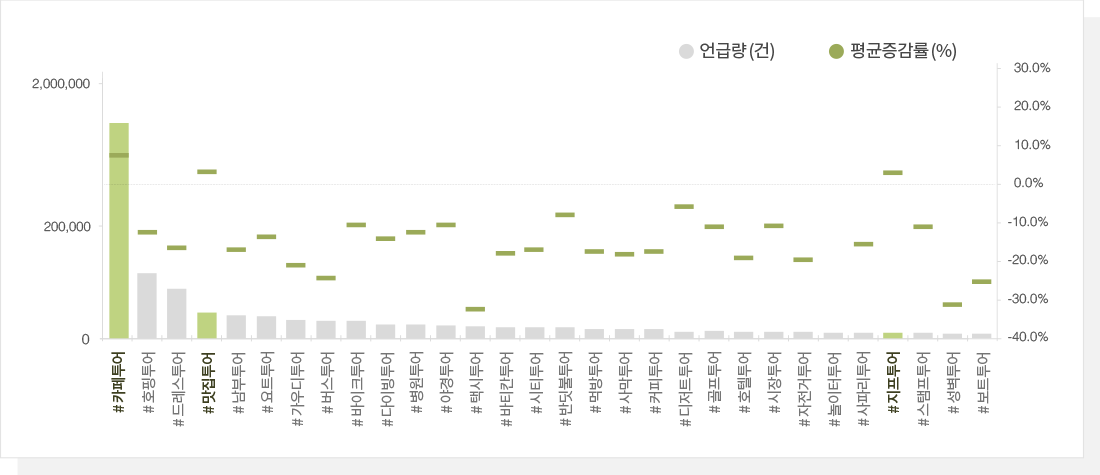 언급량(건) 평균증감률(%)
2,000,000
200,000
0
30.0%
20.0%
10.0%
0.0%
-10.0%
-20.0%
-30.0%
-40.0%
#카페투어
#호핑투어
#드레스투어
#맛집투어
#남부투어
#요트투어
#가우디투어
#버스투어
#바이크투어
#다이빙투어
#병원투어
#야경투어
#택시투어
#바티칸투어
#시티투어
#반딧불투어
#먹방투어
#사막투어
#커피투어
#디저트투어
#골프투어
#호텔투어
#시장투어
#자전거투어
#놀이터투어
#사파리투어
#지프투어
#스탬프투어
#성벽투어
#보트투어